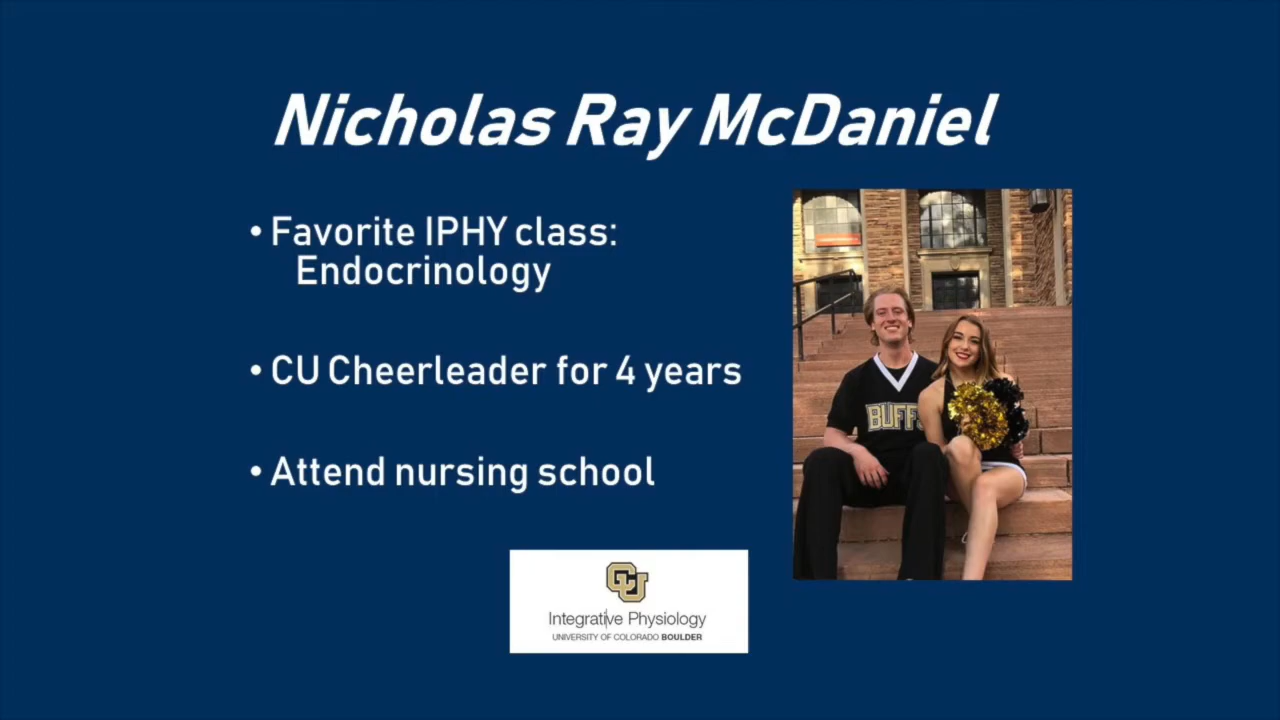 Nicholas Ray McDaniel
• Favorite IPHY class:
Endocrinology
• CU Cheerleader for 4 years
• Attend nursing school
BUFFS
CU
Integrative Physiology
UNIVERSITY OF COLORADO BOULDER